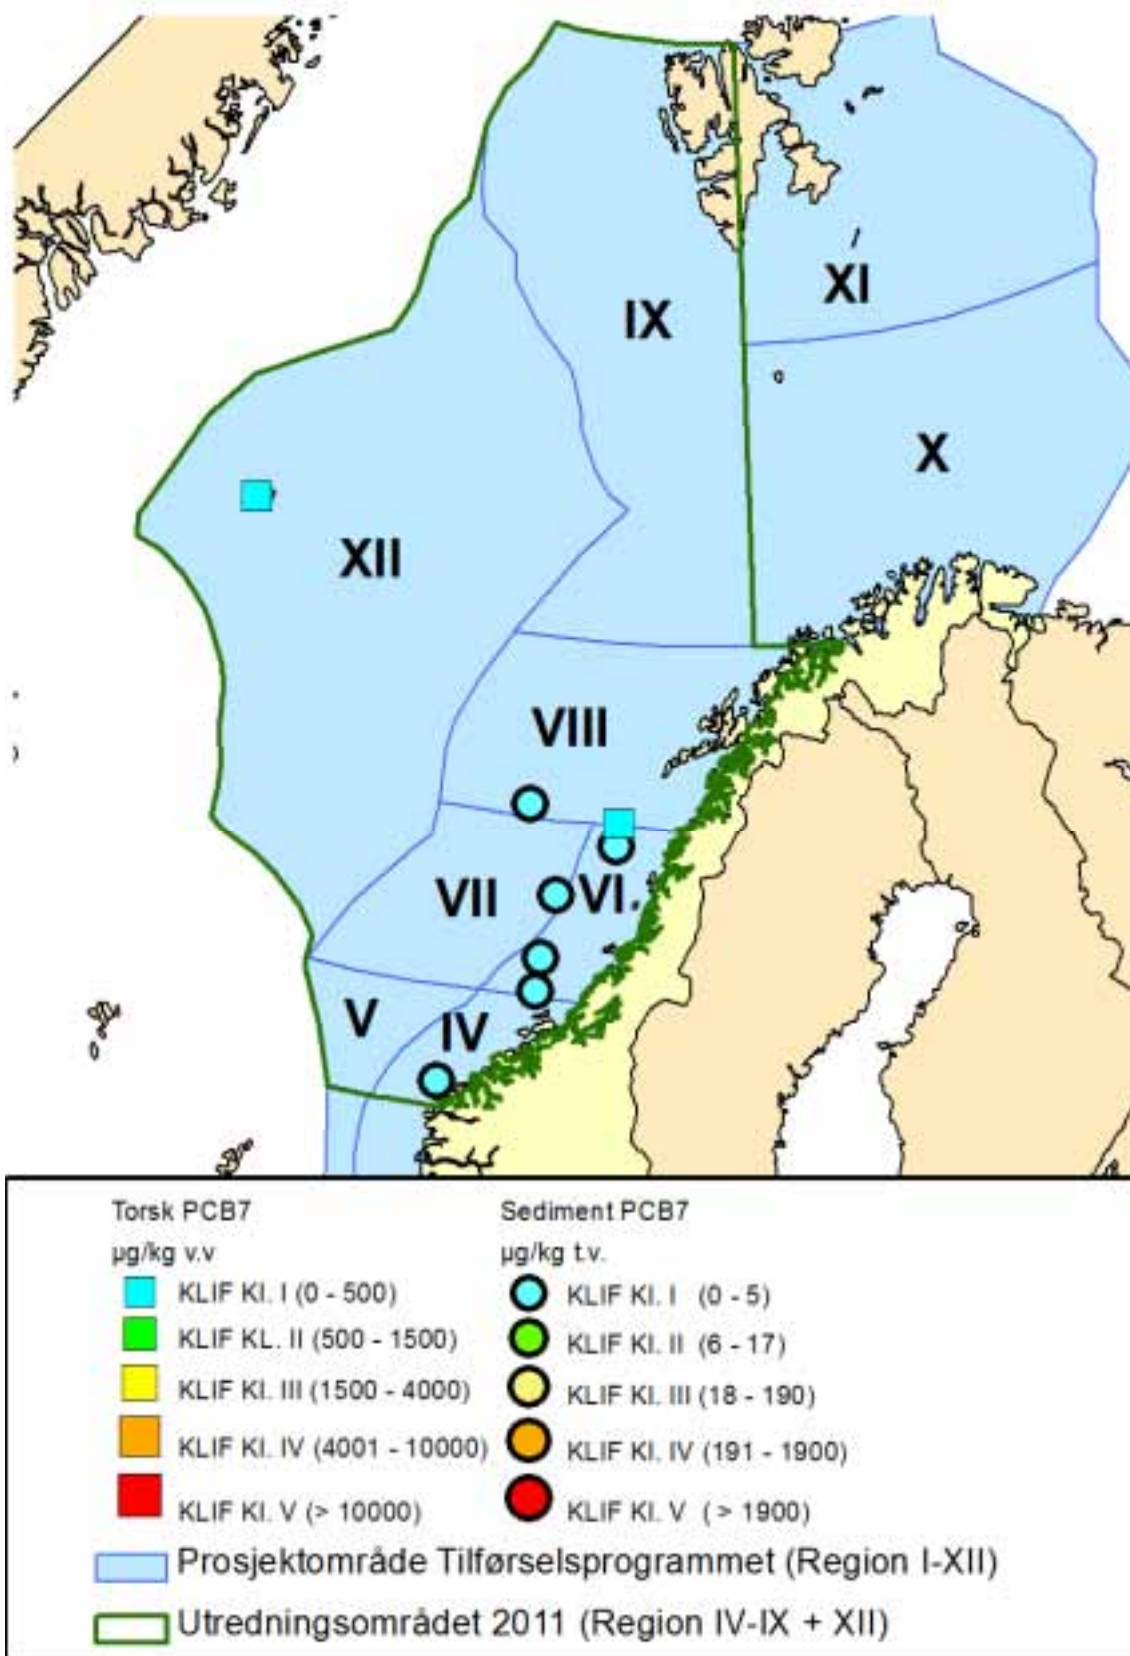 XI
IX
X
XII
VIII
VII
VI
V
IV
Torsk PCB7
µg/kg v.v
KLIF Kl. I (0 - 500)
KLIF KL. II (500 - 1500)
KLIF Kl. III (1500 - 4000)
KLIF Kl. IV (4001 - 10000)
KLIF Kl. V (> 10000)
Sediment PCB7
µg/kg t.v.
KLIF Kl. I (0 - 5)
KLIF Kl. II (6 - 17)
KLIF Kl. III (18 - 190)
KLIF Kl. IV (191 - 1900)
KLIF Kl. V ( > 1900)
Prosjektområde Tilførselsprogrammet (Region I-XII)
Utredningsområdet 2011 (Region IV-IX + XII)